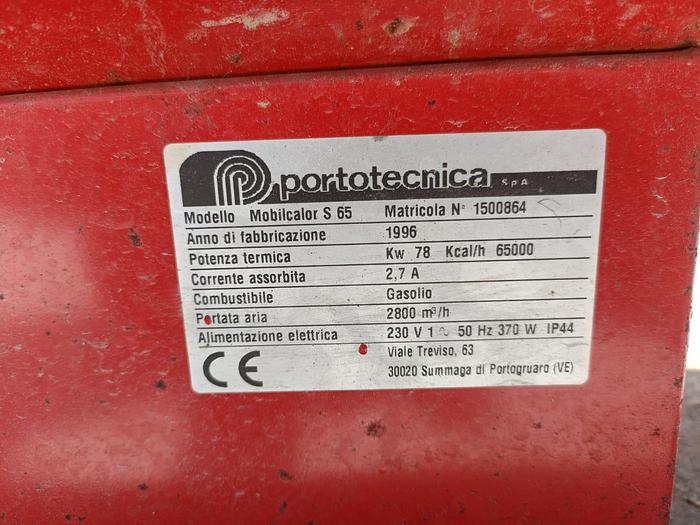 portotecnica SpA
Modello Mobilcalor S 65 Matricola N° 1500864
Anno di fabbricazione 1996
Potenza termica Kw 78 Kcal/h 65000
Corrente assorbita 2,7 A
Combustibile Gasolio
Portata aria 2800 m³/h
Alimentazione elettrica 230 V 1 ~ 50 Hz 370 W IP44
CE Viale Treviso, 63
30020 Summaga di Portogruaro (VE)